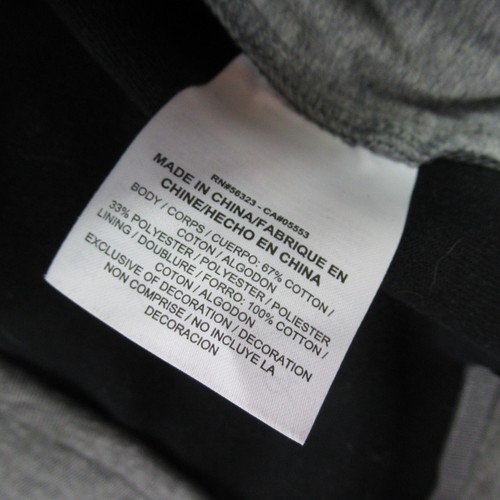 RN#56323 - CA#05553
MADE IN CHINA/FABRIQUE EN
CHINE/HECHO EN CHINA
BODY / CORPS / CUERPO: 67% COTTON /
COTON / ALGODON
33% POLYESTER / POLYESTER / POLIESTER
LINING / DOUBLURE / FORRO: 100% COTTON /
COTON / ALGODON
EXCLUSIVE OF DECORATION / DECORATION
NON COMPRISE / NO INCLUYE LA
DECORACION